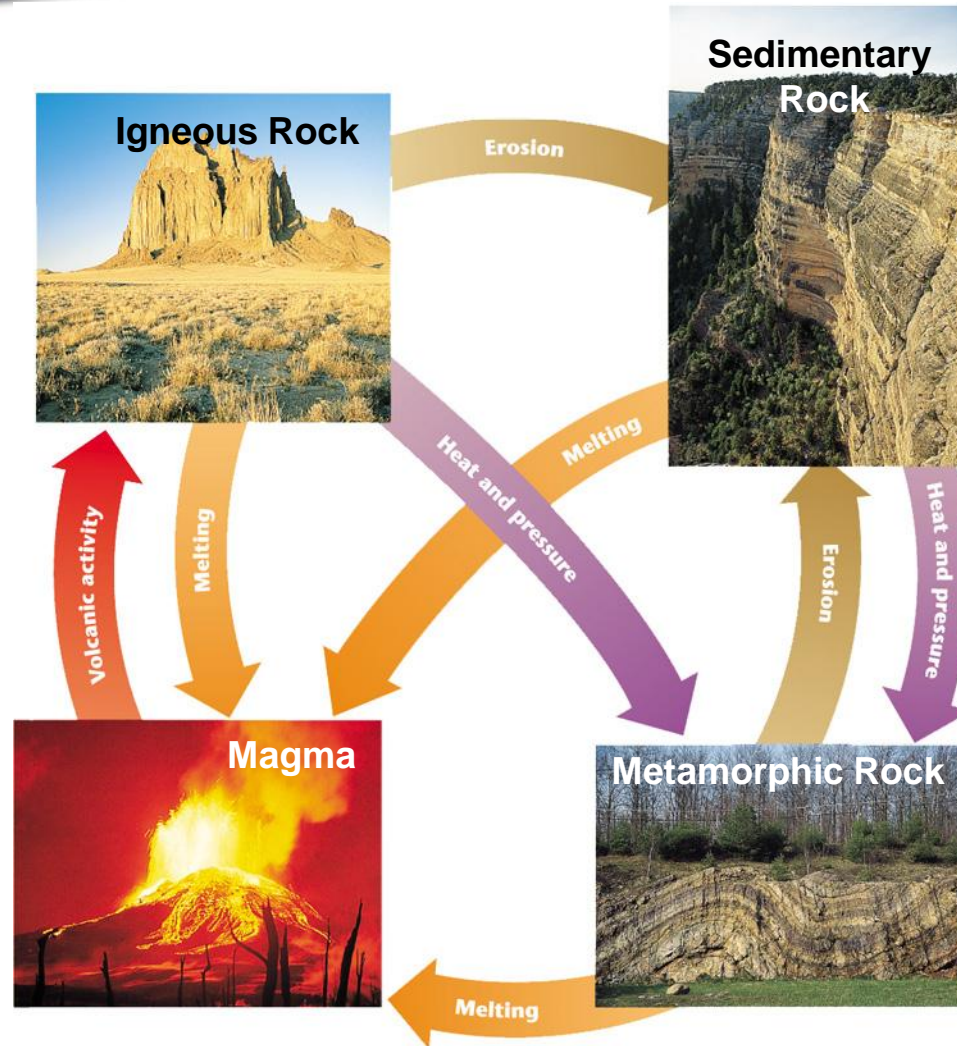 Sedimentary
Rock
Igneous Rock
Erosion
Heat and pressure
Melting
Volcanic activity
Melting
Erosion
Heat and pressure
Magma
Metamorphic Rock
Melting